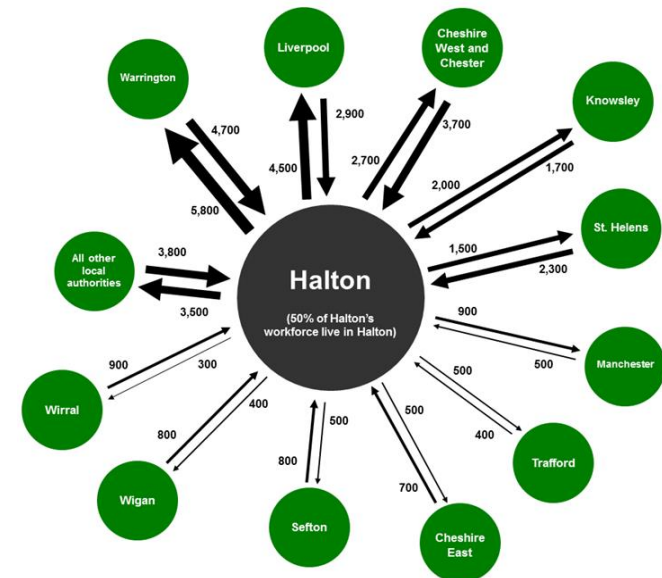 Liverpool
Cheshire
West and
Chester
Warrington
Knowsley
4,700
2,900
3,700
2,700
4,500
2,000
1,700
5,800
St. Helens
1,500
All other
local
authorities
3,800
2,300
Halton
3,500
(50% of Halton's
workforce live in Halton)
900
900
300
500
Manchester
500
Wirral
400
500
400
800
500
Trafford
800
700
Wigan
Sefton
Cheshire
East